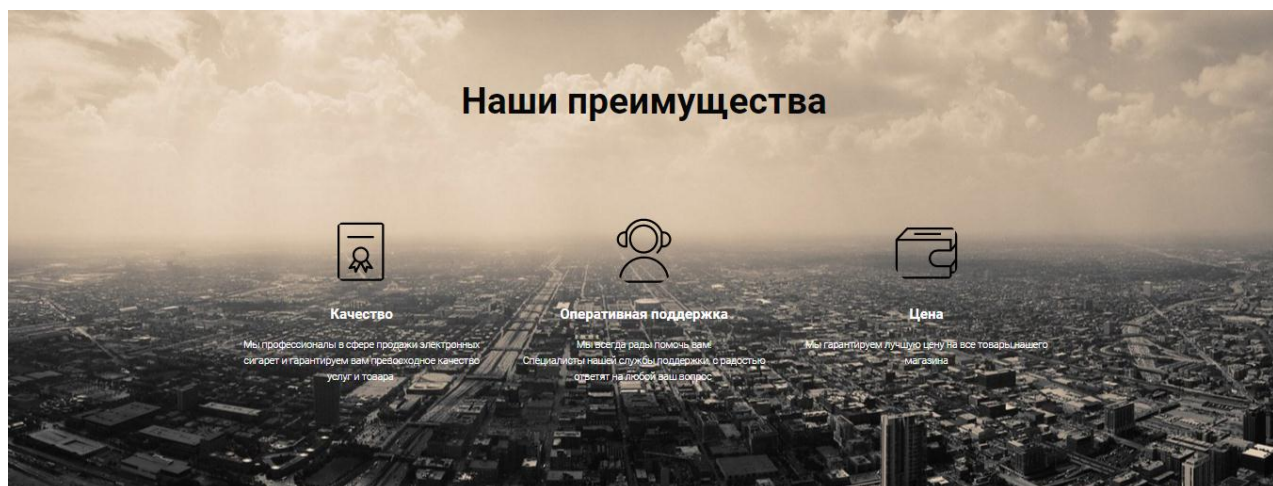 Наши преимущества
Качество
Мы профессионалы в сфере продажи электронных
сигарет и гарантируем вам превосходное качество
услуг и товара
Оперативная поддержка
Мы всегда рады помочь вам!
Специалисты нашей службы поддержки, с радостью
ответят на любой ваш вопрос
Цена
Мы гарантируем лучшую цену на все товары нашего
магазина